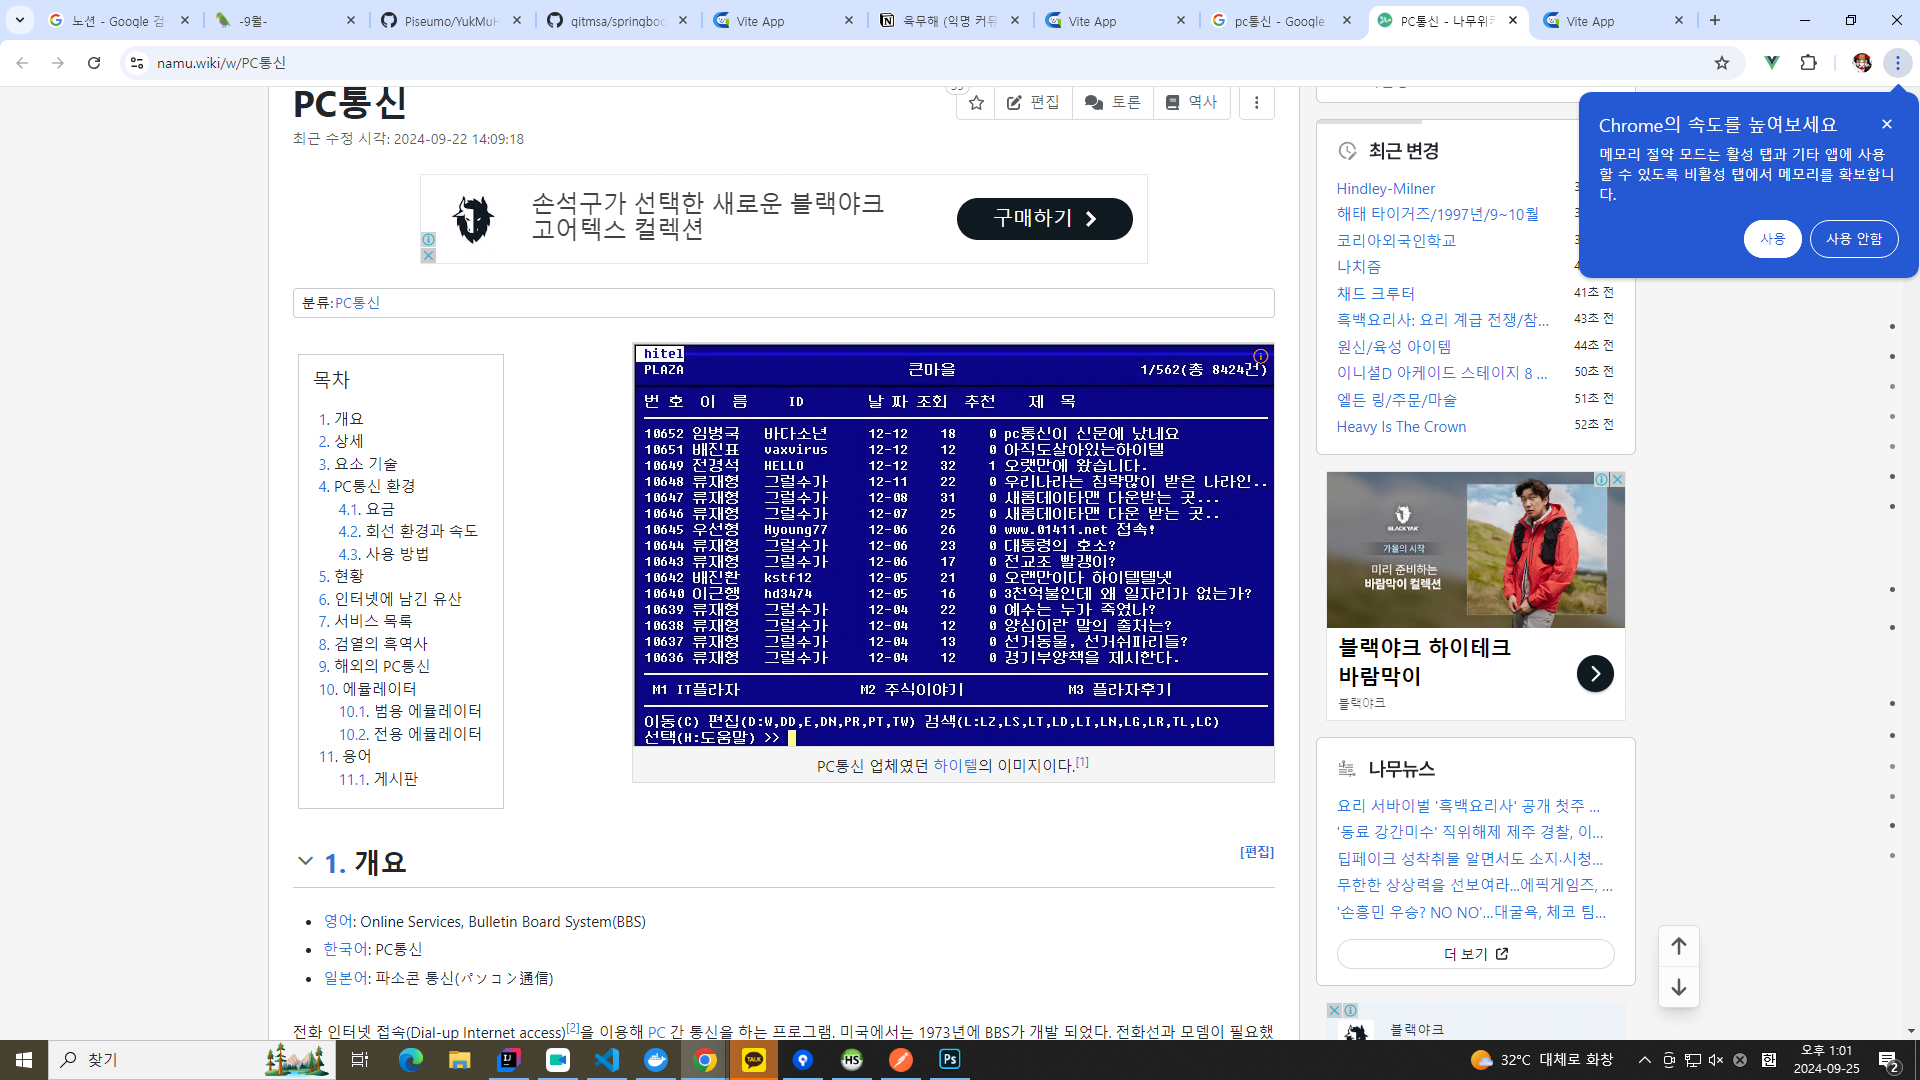 노션 - Google 검
-9월-
Piseumo/YukMuH
gitmsa/springboo
Vite App
육무해 (익명 커뮤
Vite App
pc통신 - Google
PC통신 - 나무위키
Vite App
namu.wiki/w/PC통신
PC통신
편집
토론
역사
최근 수정 시각: 2024-09-22 14:09:18
손석구가 선택한 새로운 블랙야크
고어텍스 컬렉션
구매하기
분류:PC통신
목차
1. 개요
2. 상세
3. 요소 기술
4. PC통신 환경
4.1. 요금
4.2. 회선 환경과 속도
4.3. 사용 방법
5. 현황
6. 인터넷에 남긴 유산
7. 서비스 목록
8. 검열의 흑역사
9. 해외의 PC통신
10. 에뮬레이터
10.1. 범용 에뮬레이터
10.2. 전용 에뮬레이터
11. 용어
11.1. 게시판
hitel
PLAZA 큰마을 1/562(총 8424건)
번 호 이 름 ID 날 짜 조회 추천 제 목
10652 임병국 바다소년 12-12 18 0 pc통신이 신문에 났네요
10651 배진표 vaxvirus 12-12 12 0 아직도살아있는하이텔
10649 전경석 HELLO 12-12 32 1 오랫만에 왔습니다.
10648 류재형 그럴수가 12-11 22 0 우리나라는 침략많이 받은 나라인..
10647 류재형 그럴수가 12-08 31 0 새롬데이타맨 다운받는 곳...
10646 류재형 그럴수가 12-07 25 0 새롬데이타맨 다운 받는 곳..
10645 우선형 Hyoung77 12-06 26 0 www.01411.net 접속!
10644 류재형 그럴수가 12-06 23 0 대통령의 호소?
10643 류재형 그럴수가 12-06 17 0 전교조 빨갱이?
10642 배진환 kstf12 12-05 21 0 오랜만이다 하이텔텔넷
10640 이근행 hd3474 12-05 16 0 3천억불인데 왜 일자리가 없는가?
10639 류재형 그럴수가 12-04 22 0 예수는 누가 죽였나?
10638 류재형 그럴수가 12-04 12 0 양심이란 말의 출처는?
10637 류재형 그럴수가 12-04 13 0 선거동물, 선거쉬파리들?
10636 류재형 그럴수가 12-04 12 0 경기부양책을 제시한다.
M1 IT플라자 M2 주식이야기 M3 플라자후기
이동(C) 편집(D:W,DD,E,DN,PR,PT,TW) 검색(L:LZ,LS,LT,LD,LI,LN,LG,LR,TL,LC)
선택(H:도움말) >>
PC통신 업체였던 하이텔의 이미지이다.[1]
1. 개요
[편집]
영어: Online Services, Bulletin Board System(BBS)
한국어: PC통신
일본어: 파소콘 통신(パソコン通信)
전화 인터넷 접속(Dial-up Internet access)[2]을 이용해 PC 간 통신을 하는 프로그램. 미국에서는 1973년에 BBS가 개발 되었다. 전화선과 모뎀이 필요했
최근 변경
Hindley-Milner
해태 타이거즈/1997년/9~10월
코리아외국인학교
나치즘
채드 크루터 41초 전
흑백요리사: 요리 계급 전쟁/참... 43초 전
원신/육성 아이템 44초 전
이니셜D 아케이드 스테이지 8 ... 50초 전
엘든 링/주문/마술 51초 전
Heavy Is The Crown 52초 전
Chrome의 속도를 높여보세요
메모리 절약 모드는 활성 탭과 기타 앱에 사용
할 수 있도록 비활성 탭에서 메모리를 확보합니
다.
사용
사용 안함
BLACKYAK
가을의 시작
미리 준비하는
바람막이 컬렉션
블랙야크 하이테크
바람막이
블랙야크
나무뉴스
요리 서바이벌 '흑백요리사' 공개 첫주 ...
'동료 강간미수' 직위해제 제주 경찰, 이...
딥페이크 성착취물 알면서도 소지·시청...
무한한 상상력을 선보여라...에픽게임즈, ...
'손흥민 우승? NO NO'...대굴욕, 체코 팀...
더 보기
블랙야크
찾기
TALK
HS
Ps
32°C 대체로 화창
한
오후 1:01
2024-09-25
2